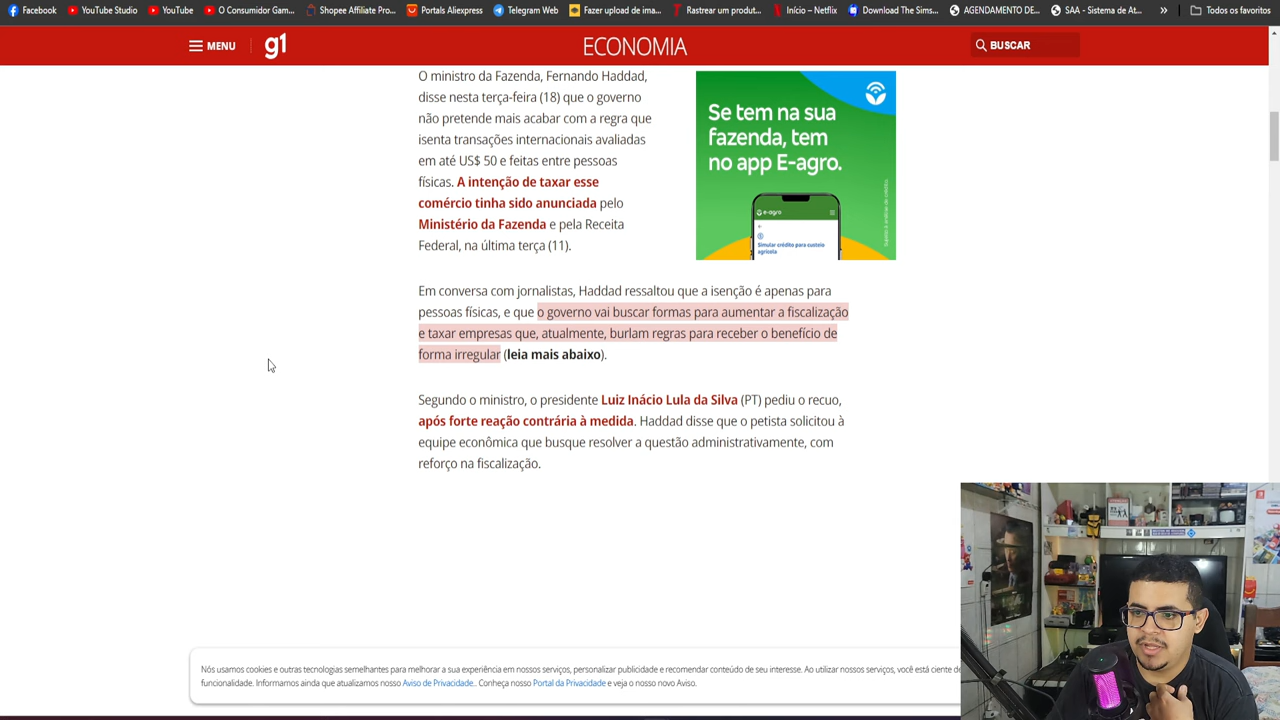 Facebook
YouTube Studio
YouTube
O Consumidor Gam...
Shopee Affiliate Pro...
Portals Aliexpress
Telegram Web
Fazer upload de ima...
Rastrear um produt...
Início – Netflix
Download The Sims...
AGENDAMENTO DE...
SAA - Sistema de At...
»
Todos os favoritos
MENU
g1
ECONOMIA
BUSCAR
O ministro da Fazenda, Fernando Haddad,
disse nesta terça-feira (18) que o governo
não pretende mais acabar com a regra que
isenta transações internacionais avaliadas
em até US$ 50 e feitas entre pessoas
físicas. A intenção de taxar esse
comércio tinha sido anunciada pelo
Ministério da Fazenda e pela Receita
Federal, na última terça (11).
Se tem na sua
fazenda, tem
no app E-agro.
e-agro
Simular crédito para custeio
agrícola
Em conversa com jornalistas, Haddad ressaltou que a isenção é apenas para
pessoas físicas, e que o governo vai buscar formas para aumentar a fiscalização
e taxar empresas que, atualmente, burlam regras para receber o benefício de
forma irregular (leia mais abaixo).
Segundo o ministro, o presidente Luiz Inácio Lula da Silva (PT) pediu o recuo,
após forte reação contrária à medida. Haddad disse que o petista solicitou à
equipe econômica que busque resolver a questão administrativamente, com
reforço na fiscalização.
Nós usamos cookies e outras tecnologias semelhantes para melhorar a sua experiência em nossos serviços, personalizar publicidade e recomendar conteúdo de seu interesse. Ao utilizar nossos serviços, você está ciente de
funcionalidade. Informamos ainda que atualizamos nosso Aviso de Privacidade.. Conheça nosso Portal da Privacidade e veja o nosso novo Aviso.